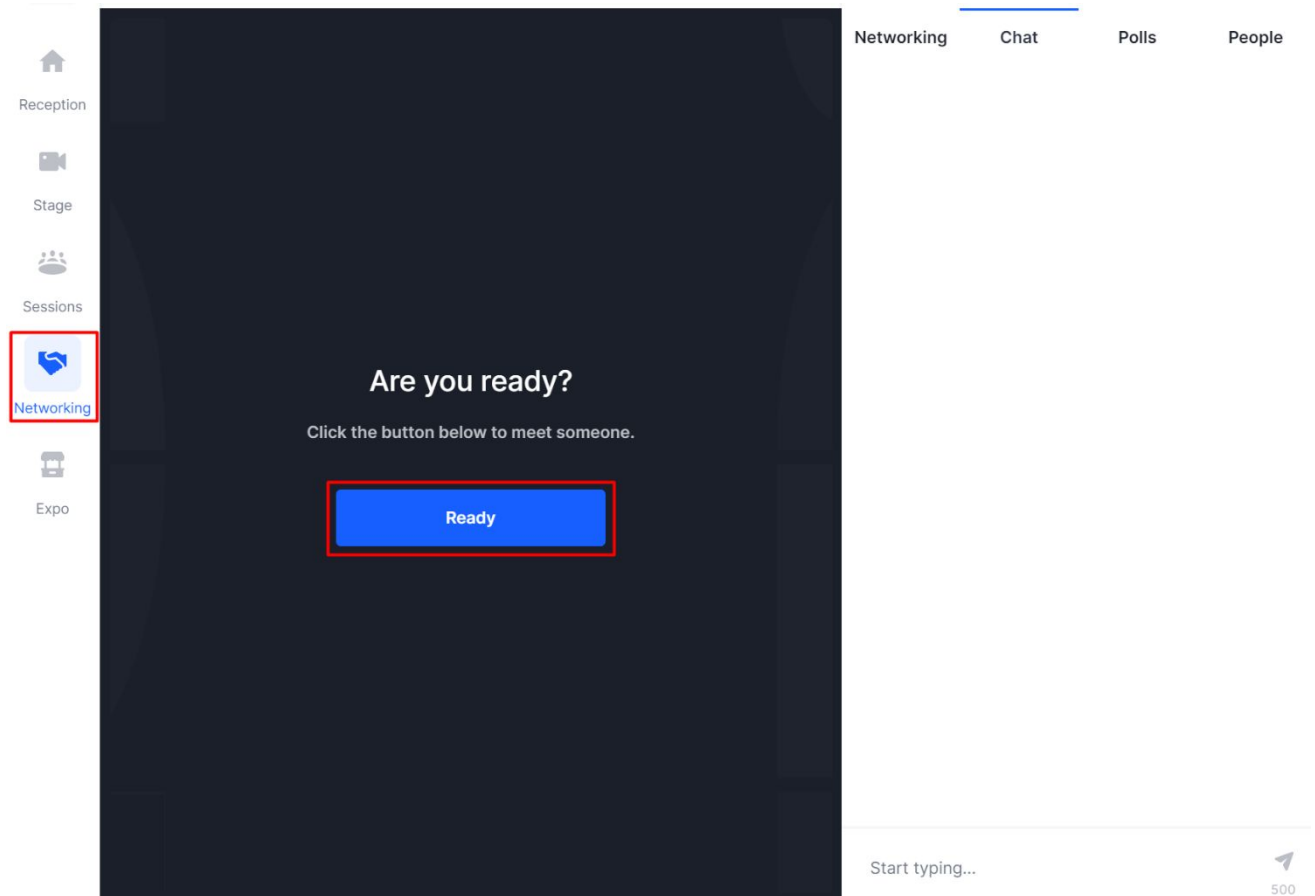 Reception
Stage
Sessions
Networking
Expo
Are you ready?
Click the button below to meet someone.
Ready
Networking Chat Polls People
Start typing...
500